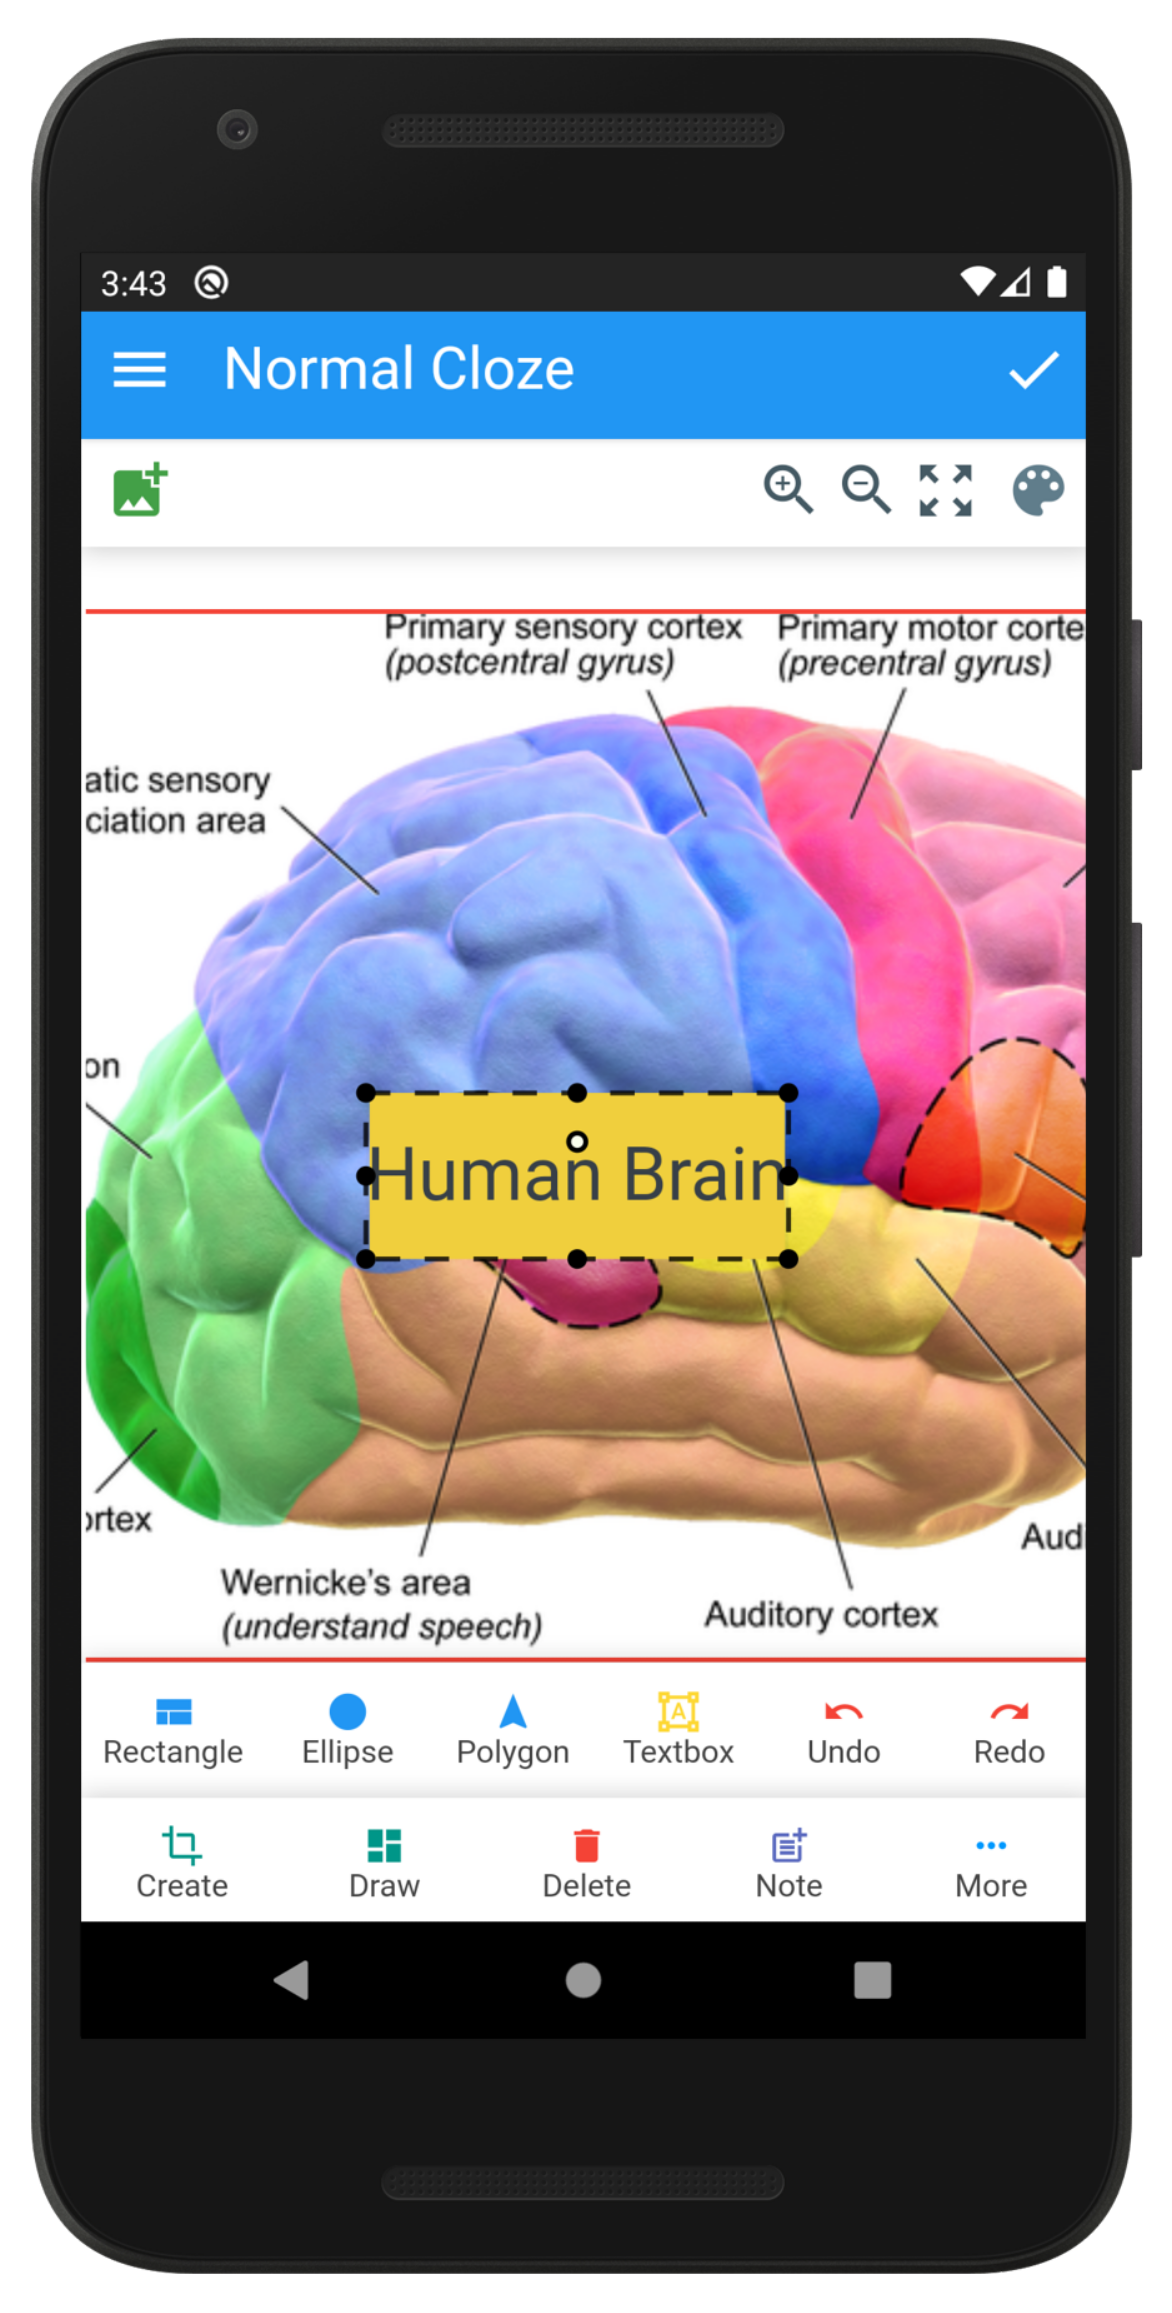 3:43
Normal Cloze
Primary sensory cortex
(postcentral gyrus)
Primary motor corte
(precentral gyrus)
atic sensory
ciation area
on
Human Brain
ortex
Aud
Wernicke's area
(understand speech)
Auditory cortex
Rectangle
Ellipse
Polygon
A
Textbox
Undo
Redo
Create
Draw
Delete
Note
More